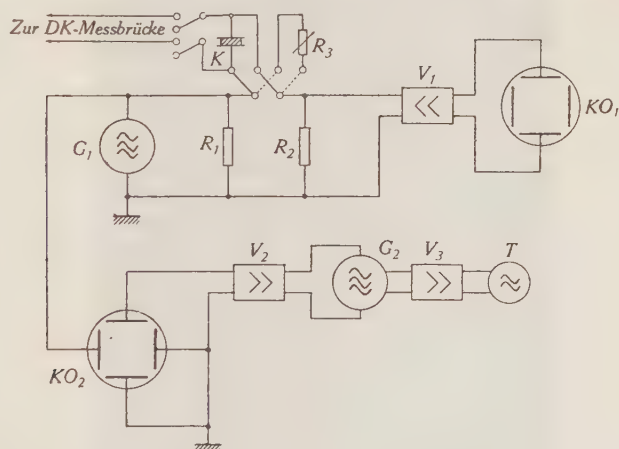 Zur DK-Messbrücke
K
R3
V1
KO1
G1
R1
R2
V2
G2
V3
T
KO2